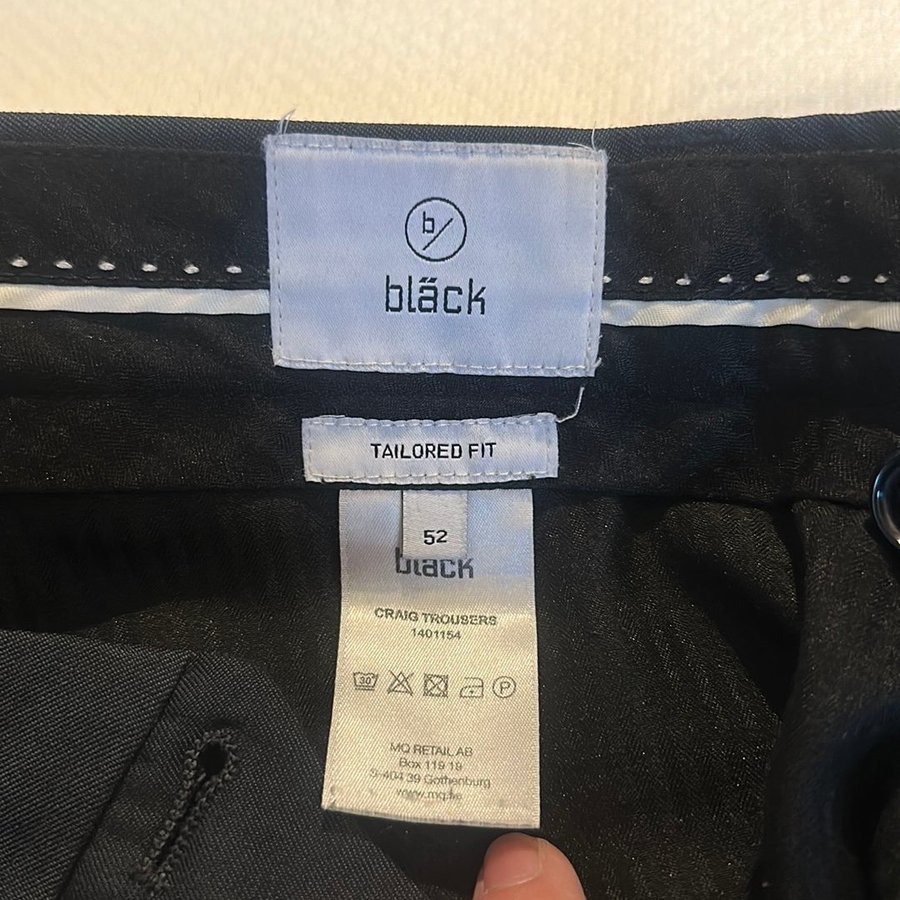 b/
bläck
TAILORED FIT
52
bläck
CRAIG TROUSERS
1401154
30
P
MQ RETAIL AB
Box 119 19
S-404 39 Gothenburg
www.mq.se